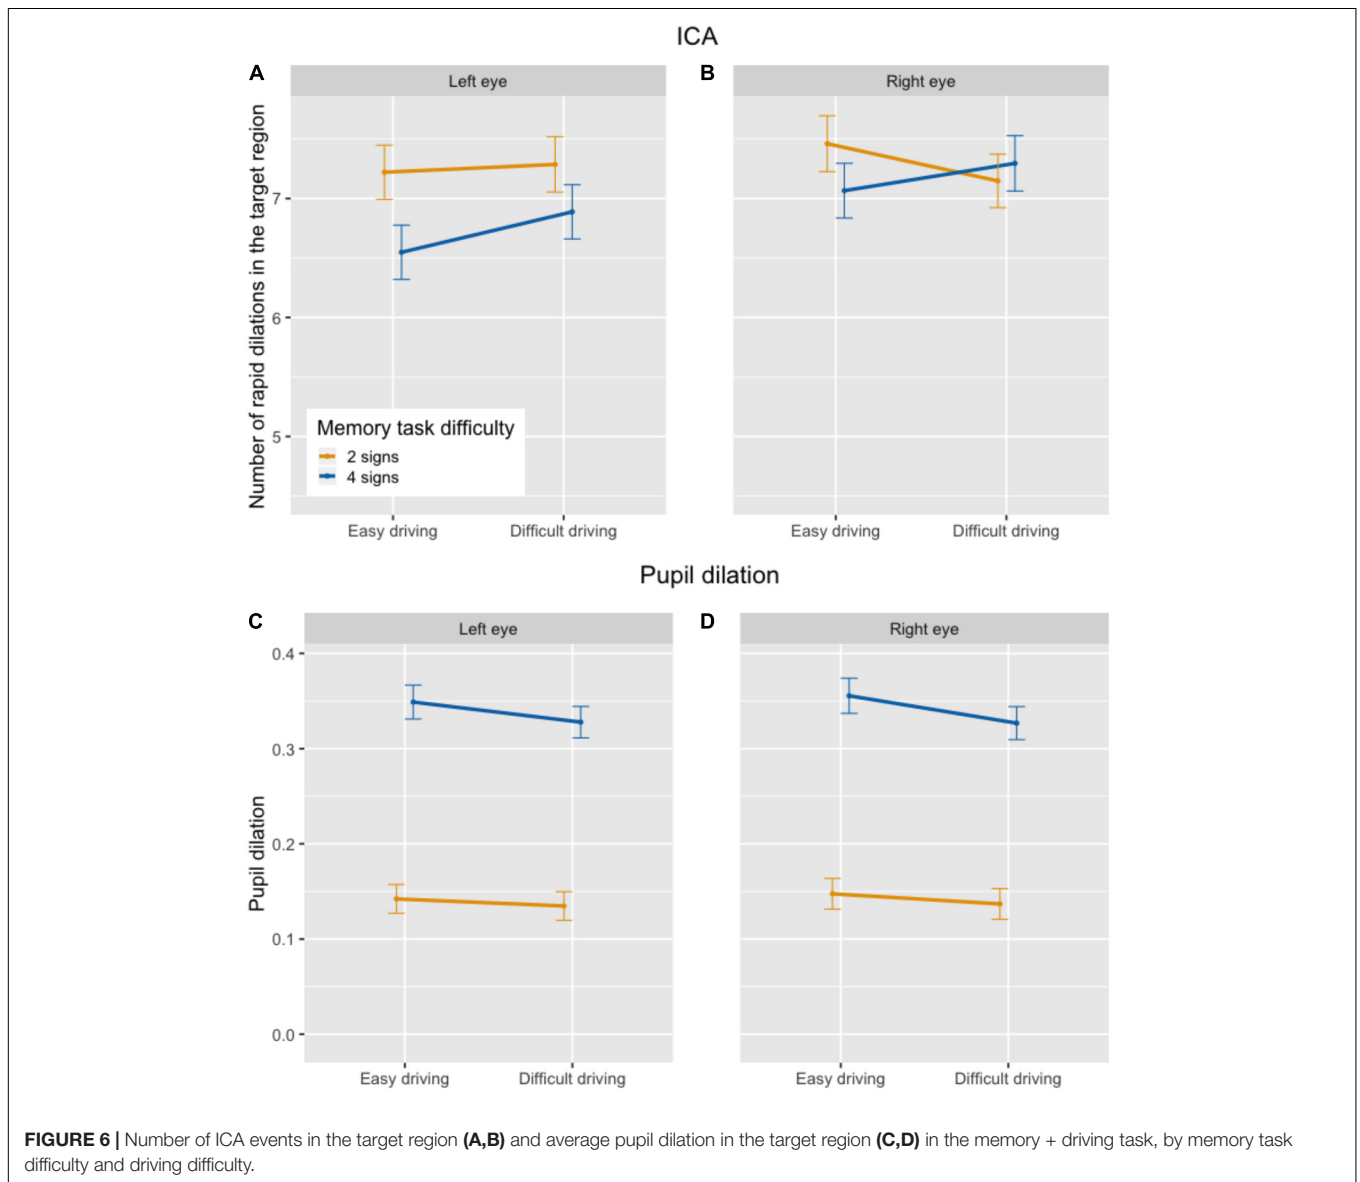 ICA
A
Left eye
B
Right eye
Number of rapid dilations in the target region
7
6
5
Memory task difficulty
2 signs
4 signs
Easy driving
Difficult driving
Easy driving
Difficult driving
Pupil dilation
C
Left eye
D
Right eye
Pupil dilation
0.4
0.3
0.2
0.1
0.0
Easy driving
Difficult driving
Easy driving
Difficult driving
FIGURE 6 | Number of ICA events in the target region (A,B) and average pupil dilation in the target region (C,D) in the memory + driving task, by memory task
difficulty and driving difficulty.